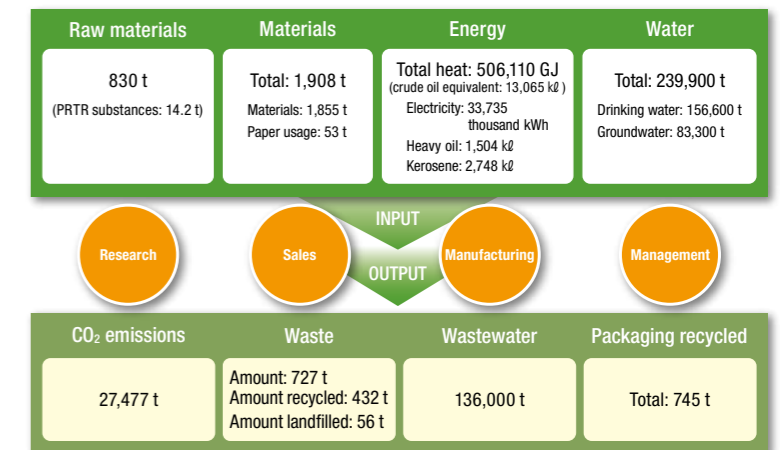 Raw materials
830 t
(PRTR substances: 14.2 t)
Materials
Total: 1,908 t
Materials: 1,855 t
Paper usage: 53 t
Energy
Total heat: 506,110 GJ
(crude oil equivalent: 13,065 kℓ)
Electricity: 33,735
thousand kWh
Heavy oil: 1,504 kℓ
Kerosene: 2,748 kℓ
Water
Total: 239,900 t
Drinking water: 156,600 t
Groundwater: 83,300 t
INPUT
Research
Sales
Manufacturing
Management
OUTPUT
CO₂ emissions
27,477 t
Waste
Amount: 727 t
Amount recycled: 432 t
Amount landfilled: 56 t
Wastewater
136,000 t
Packaging recycled
Total: 745 t